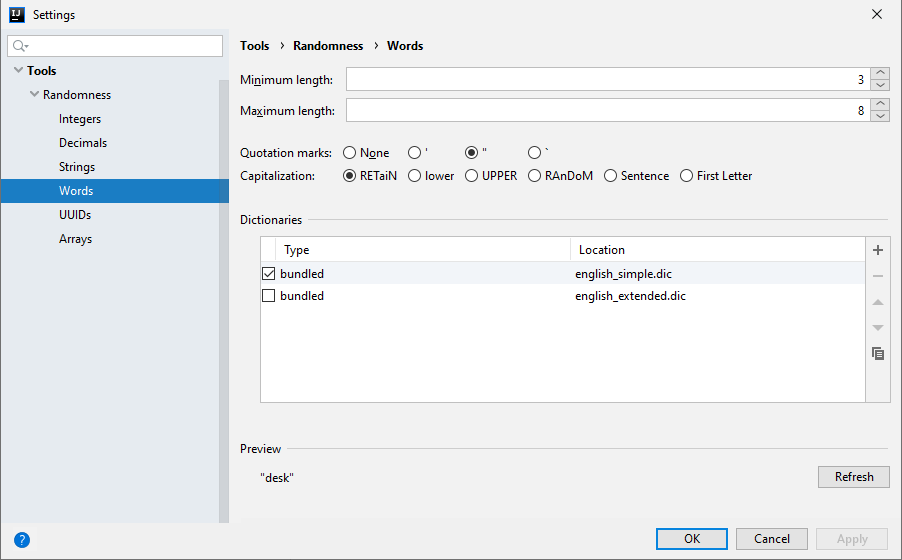 IJ Settings
Tools › Randomness › Words
Tools
Randomness
Integers
Decimals
Strings
Words
UUIDs
Arrays
Minimum length: 3
Maximum length: 8
Quotation marks: None ' " `
Capitalization: RETaiN lower UPPER RAnDoM Sentence First Letter
Dictionaries
Type Location
bundled english_simple.dic
bundled english_extended.dic
Preview
"desk" Refresh
? OK Cancel Apply